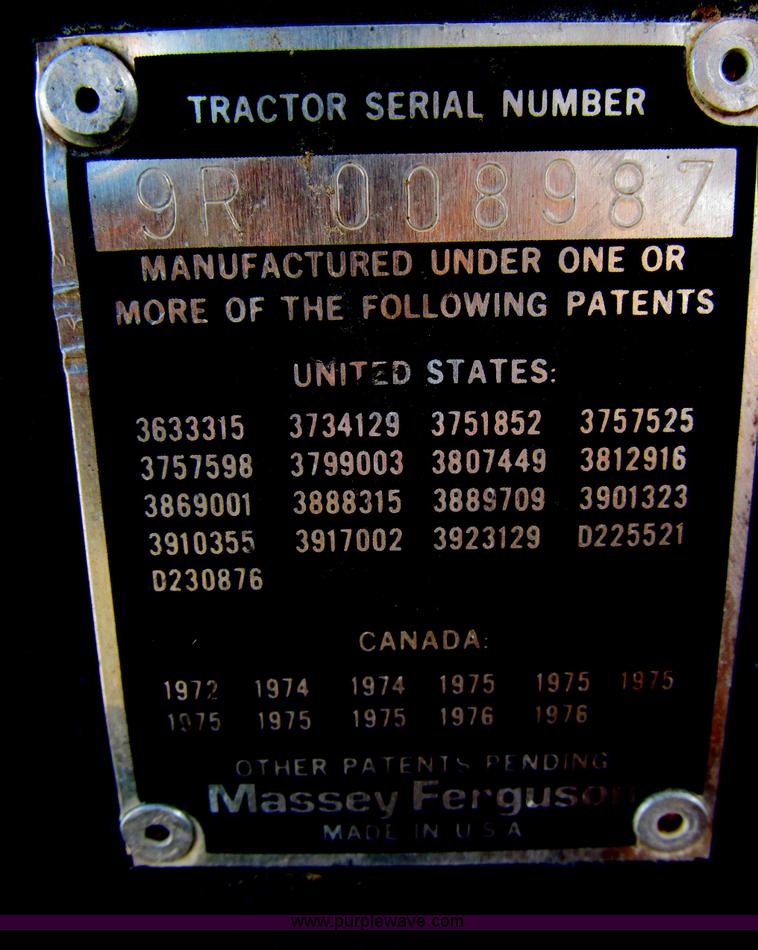 TRACTOR SERIAL NUMBER
9R 008987
MANUFACTURED UNDER ONE OR
MORE OF THE FOLLOWING PATENTS
UNITED STATES:
3633315 3734129 3751852 3757525
3757598 3799003 3807449 3812916
3869001 3888315 3889709 3901323
3910355 3917002 3923129 D225521
D230876
CANADA:
1972 1974 1974 1975 1975 1975
1975 1975 1975 1976 1976
OTHER PATENTS PENDING
Massey Ferguson
MADE IN U S A
www.purplewave.com